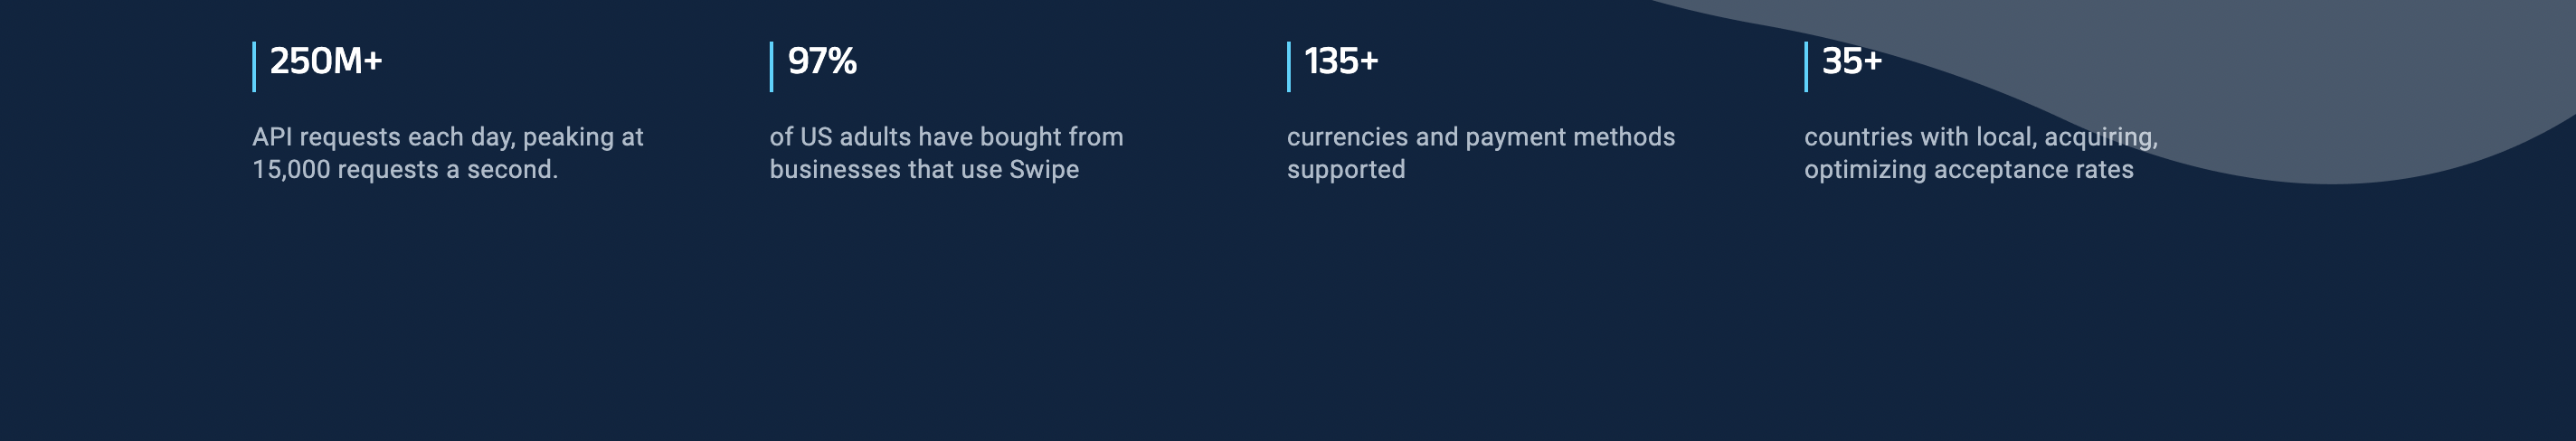 250M+
API requests each day, peaking at
15,000 requests a second.
97%
of US adults have bought from
businesses that use Swipe
135+
currencies and payment methods
supported
35+
countries with local, acquiring,
optimizing acceptance rates